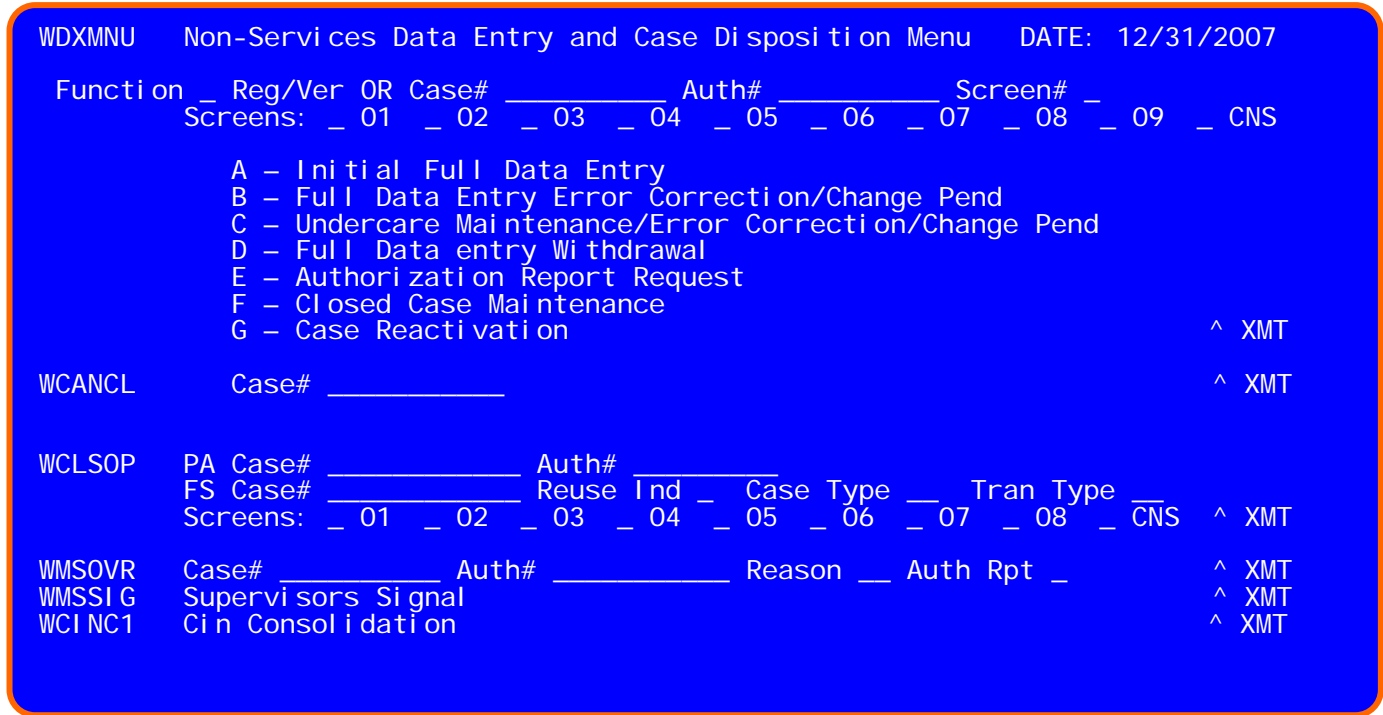 WDXMNU Non-Services Data Entry and Case Disposition Menu DATE: 12/31/2007
Function _ Reg/Ver OR Case# __________ Auth# __________ Screen# _
Screens: _ 01 _ 02 _ 03 _ 04 _ 05 _ 06 _ 07 _ 08 _ 09 _ CNS
A – Initial Full Data Entry
B – Full Data Entry Error Correction/Change Pend
C – Undercare Maintenance/Error Correction/Change Pend
D – Full Data entry Withdrawal
E – Authorization Report Request
F – Closed Case Maintenance
G – Case Reactivation ^ XMT
WCANCL Case# ___________ ^ XMT
WCLSOP PA Case# ____________ Auth# _________
FS Case# ____________ Reuse Ind _ Case Type __ Tran Type __
Screens: _ 01 _ 02 _ 03 _ 04 _ 05 _ 06 _ 07 _ 08 _ CNS ^ XMT
WMSOVR Case# __________ Auth# ___________ Reason __ Auth Rpt _ ^ XMT
WMSSIG Supervisors Signal ^ XMT
WCINC1 Cin Consolidation ^ XMT